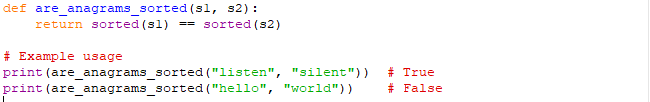 def are_anagrams_sorted(s1, s2):
    return sorted(s1) == sorted(s2)

# Example usage
print(are_anagrams_sorted("listen", "silent"))  # True
print(are_anagrams_sorted("hello", "world"))    # False